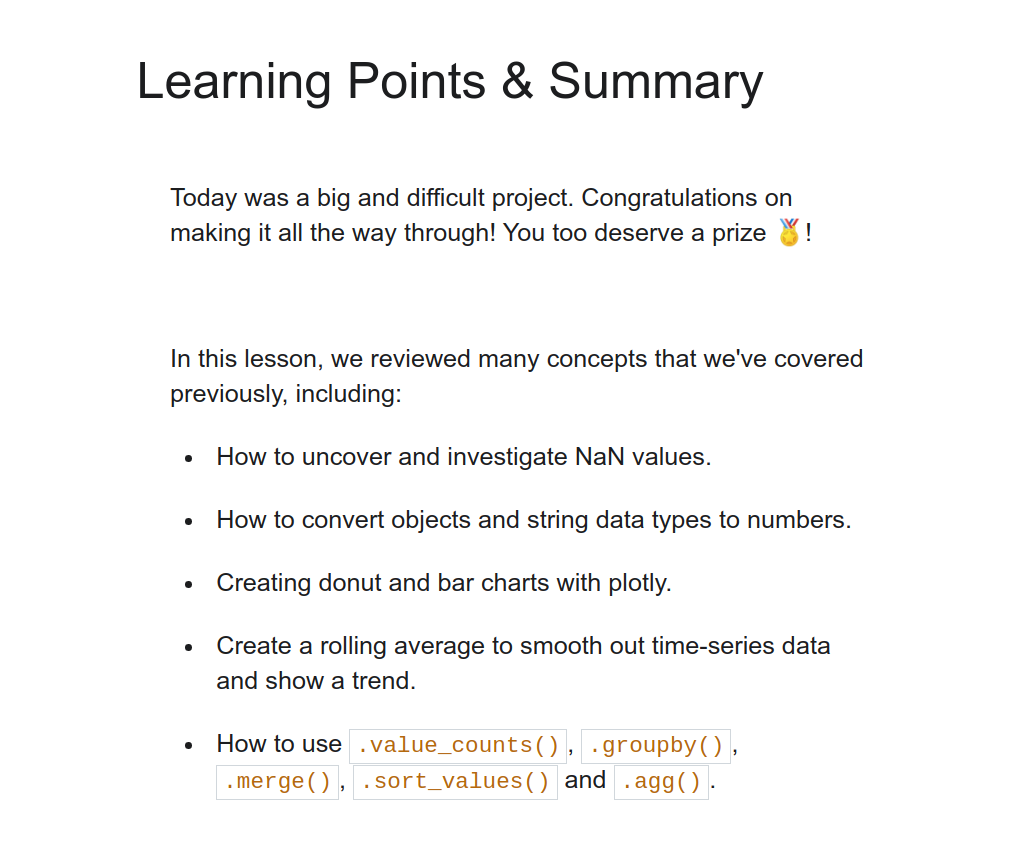 Learning Points & Summary
Today was a big and difficult project. Congratulations on
making it all the way through! You too deserve a prize 🏅!
In this lesson, we reviewed many concepts that we've covered
previously, including:
• How to uncover and investigate NaN values.
• How to convert objects and string data types to numbers.
• Creating donut and bar charts with plotly.
• Create a rolling average to smooth out time-series data
and show a trend.
• How to use .value_counts(), .groupby(),
.merge(), .sort_values() and .agg().